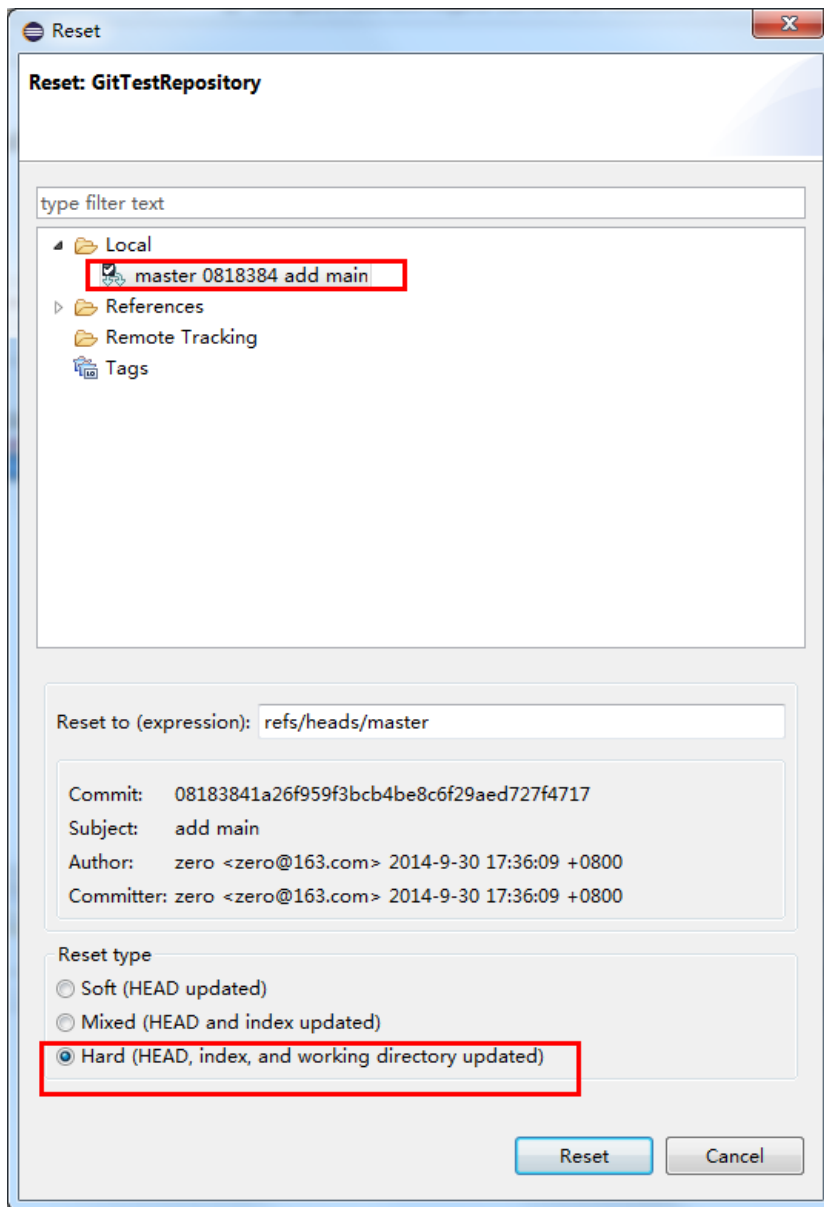 Reset
Reset: GitTestRepository
type filter text
Local
master 0818384 add main
References
Remote Tracking
Tags
Reset to (expression): refs/heads/master
Commit: 08183841a26f959f3bcb4be8c6f29aed727f4717
Subject: add main
Author: zero <zero@163.com> 2014-9-30 17:36:09 +0800
Committer: zero <zero@163.com> 2014-9-30 17:36:09 +0800
Reset type
Soft (HEAD updated)
Mixed (HEAD and index updated)
Hard (HEAD, index, and working directory updated)
Reset Cancel